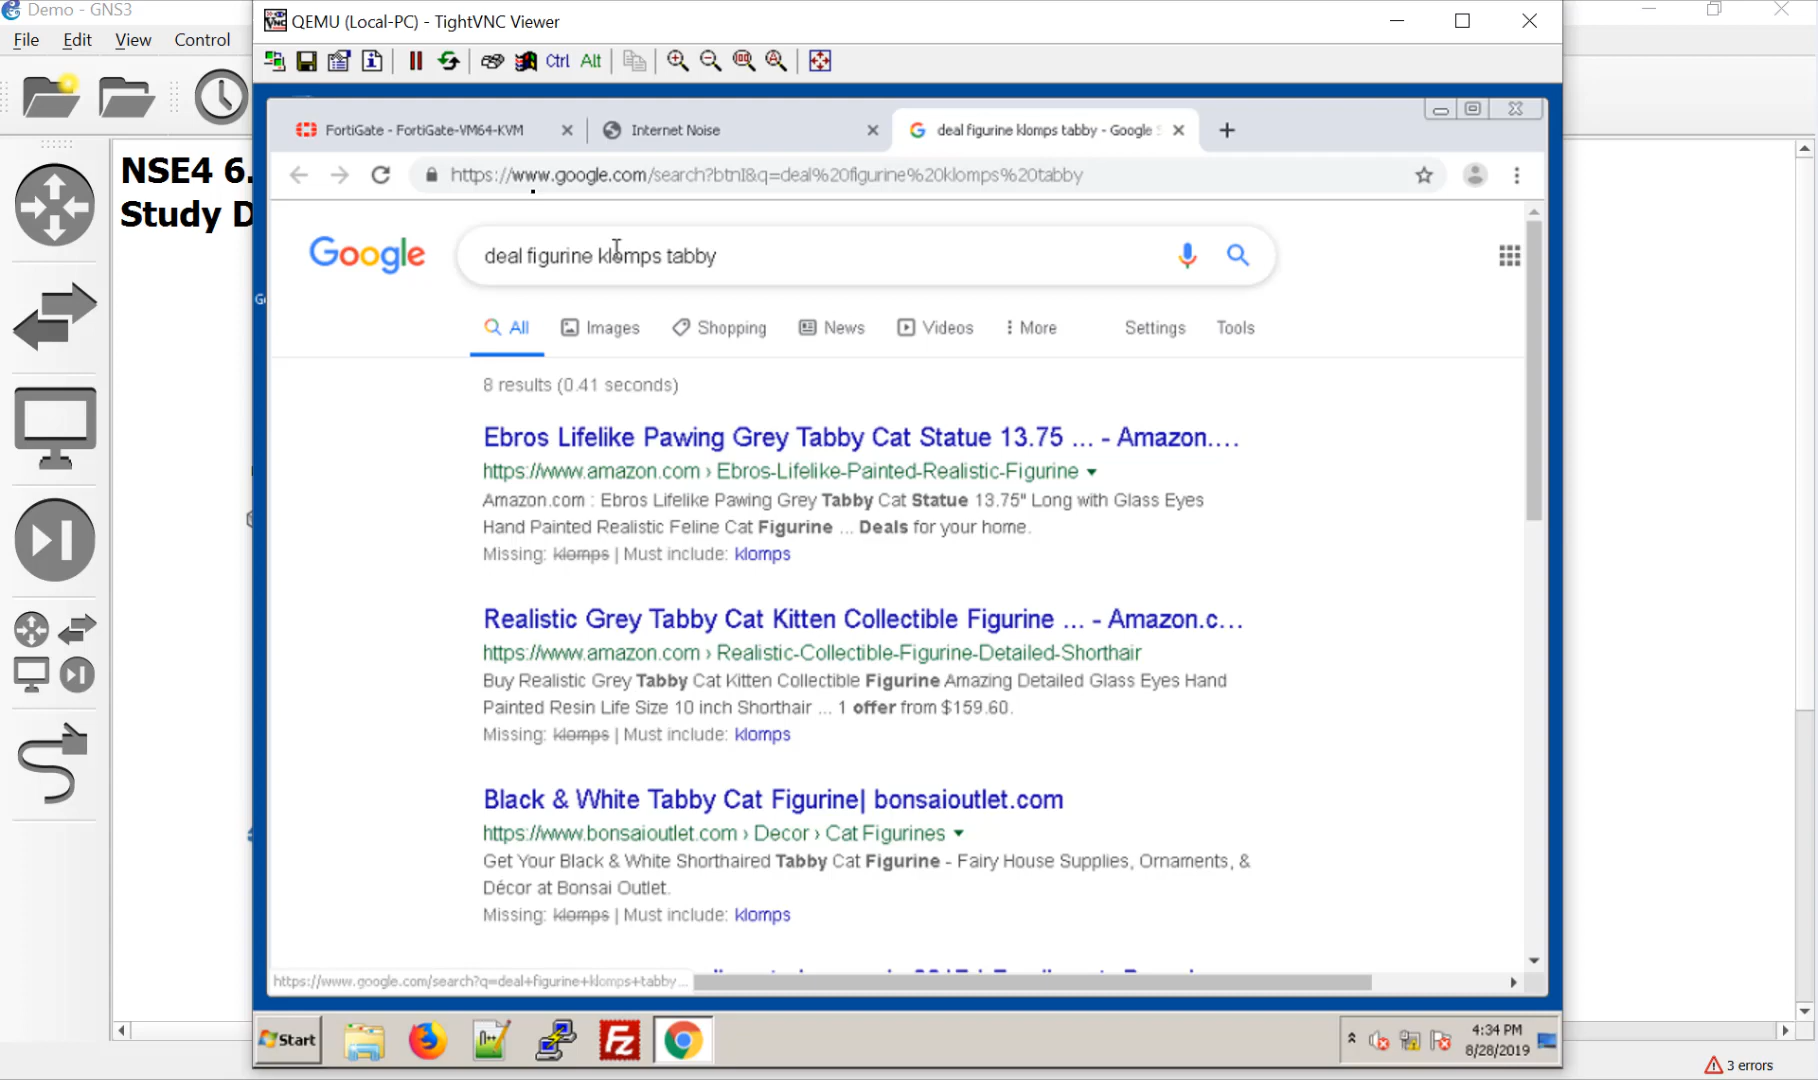 Demo - GNS3
File Edit View Control
NSE4 6.
Study D
QEMU (Local-PC) - TightVNC Viewer
Ctrl Alt
FortiGate - FortiGate-VM64-KVM
Internet Noise
deal figurine klomps tabby - Google S
https://www.google.com/search?btnI&q=deal%20figurine%20klomps%20tabby
Google
deal figurine klomps tabby
All Images Shopping News Videos More Settings Tools
8 results (0.41 seconds)
Ebros Lifelike Pawing Grey Tabby Cat Statue 13.75 ... - Amazon....
https://www.amazon.com › Ebros-Lifelike-Painted-Realistic-Figurine
Amazon.com : Ebros Lifelike Pawing Grey Tabby Cat Statue 13.75" Long with Glass Eyes
Hand Painted Realistic Feline Cat Figurine ... Deals for your home.
Missing: klomps | Must include: klomps
Realistic Grey Tabby Cat Kitten Collectible Figurine ... - Amazon.c...
https://www.amazon.com › Realistic-Collectible-Figurine-Detailed-Shorthair
Buy Realistic Grey Tabby Cat Kitten Collectible Figurine Amazing Detailed Glass Eyes Hand
Painted Resin Life Size 10 inch Shorthair ... 1 offer from $159.60.
Missing: klomps | Must include: klomps
Black & White Tabby Cat Figurine| bonsaioutlet.com
https://www.bonsaioutlet.com › Decor › Cat Figurines
Get Your Black & White Shorthaired Tabby Cat Figurine - Fairy House Supplies, Ornaments, &
Décor at Bonsai Outlet.
Missing: klomps | Must include: klomps
https://www.google.com/search?q=deal+figurine+klomps+tabby...
Start
4:34 PM
8/28/2019
3 errors